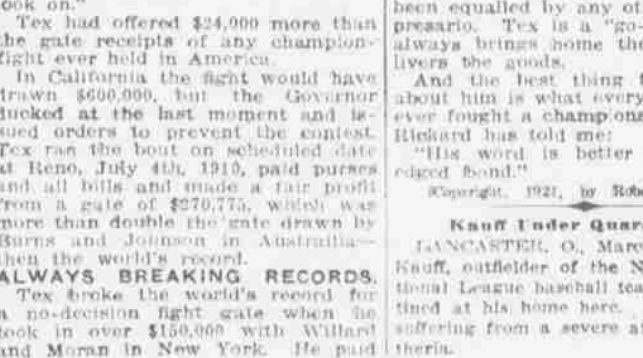 look on."
Tex had offered $24,000 more than
the gate receipts of any champion-
fight ever held in America.
In California the fight would have
drawn $600,000, but the Governor
ducked at the last moment and is-
sued orders to prevent the contest.
Tex ran the bout on scheduled date
at Reno, July 4th, 1910, paid purses
and all bills and made a fair profit
from a gate of $270,775, which was
more than double the gate drawn by
Burns and Johnson in Australia—
then the world's record.
ALWAYS BREAKING RECORDS.
Tex broke the world's record for
a no-decision fight gate when he
took in over $150,000 with Willard
and Moran in New York. He paid
been equalled by any of
presario. Tex is a "go-
always brings home th
livers the goods.
And the best thing
about him is what every
ever fought a champions
Rickard has told me:
"His word is better
edged bond."
(Copyright, 1921, by Rob
Kauff Under Quar
LANCASTER, O., Mar
Kauff, outfielder of the N
tional League baseball tea
tined at his home here.
suffering from a severe a
theria.